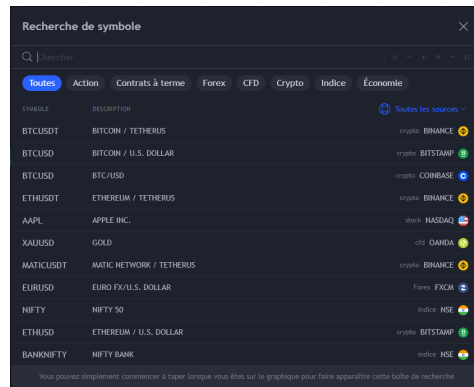 Recherche de symbole
Chercher
Toutes Action Contrats à terme Forex CFD Crypto Indice Économie
SYMBOLE DESCRIPTION Toutes les sources
BTCUSDT BITCOIN / TETHERUS crypto BINANCE
BTCUSD BITCOIN / U.S. DOLLAR crypto BITSTAMP
BTCUSD BTC/USD crypto COINBASE
ETHUSDT ETHEREUM / TETHERUS crypto BINANCE
AAPL APPLE INC. stock NASDAQ
XAUUSD GOLD cfd OANDA
MATICUSDT MATIC NETWORK / TETHERUS crypto BINANCE
EURUSD EURO FX/U.S. DOLLAR Forex FXCM
NIFTY NIFTY 50 Indice NSE
ETHUSD ETHEREUM / U.S. DOLLAR crypto BITSTAMP
BANKNIFTY NIFTY BANK Indice NSE
Vous pouvez simplement commencer à taper lorsque vous êtes sur le graphique pour faire apparaître cette boîte de recherche